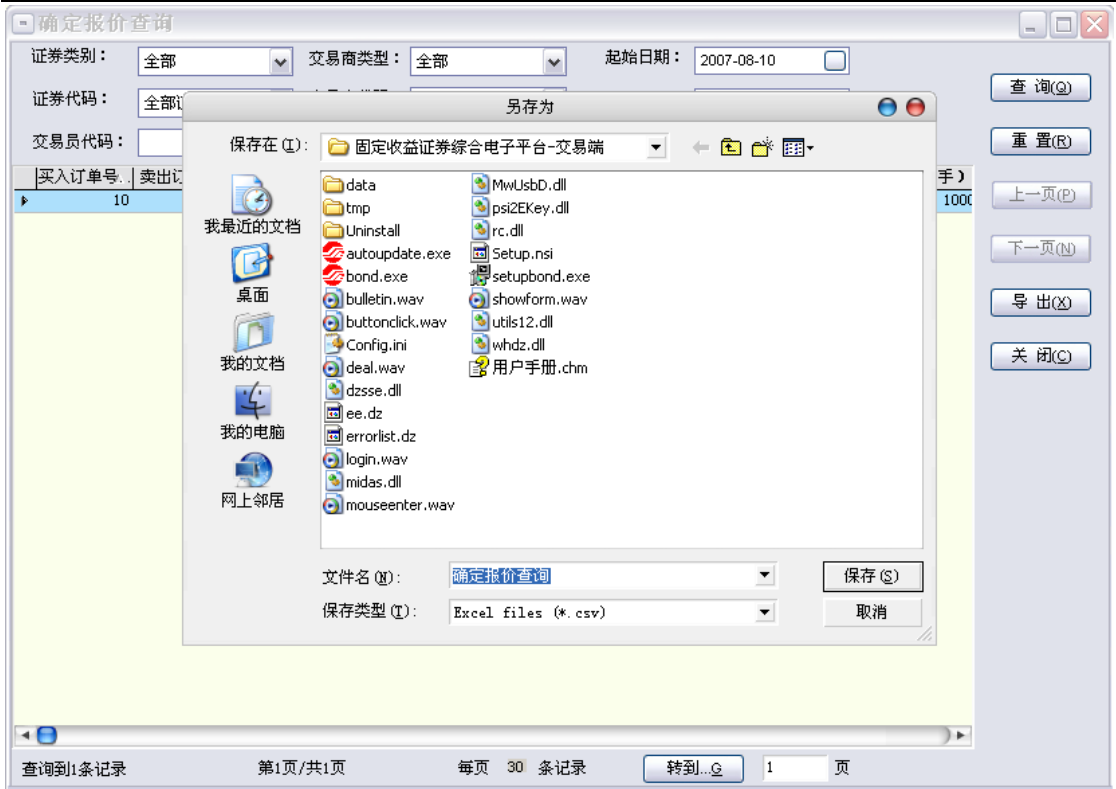 确定报价查询
证券类别： 全部 交易商类型： 全部 起始日期： 2007-08-10
查 询(Q)
证券代码： 全部
另存为
交易员代码：
保存在(I)： 固定收益证券综合电子平台-交易端
重 置(R)
买入订单号.. 卖出订 手）
10 1000
上一页(P)
下一页(N)
导 出(X)
关 闭(C)
我最近的文档
桌面
我的文档
我的电脑
网上邻居
data
tmp
Uninstall
autoupdate.exe
bond.exe
bulletin.wav
buttonclick.wav
Config.ini
deal.wav
dzsse.dll
ee.dz
errorlist.dz
login.wav
midas.dll
mouseenter.wav
MwUsbD.dll
psi2EKey.dll
rc.dll
Setup.nsi
setupbond.exe
showform.wav
utils12.dll
whdz.dll
用户手册.chm
文件名(N)： 确定报价查询 保存(S)
保存类型(T)： Excel files (*.csv) 取消
查询到1条记录 第1页/共1页 每页 30 条记录 转到...G 1 页